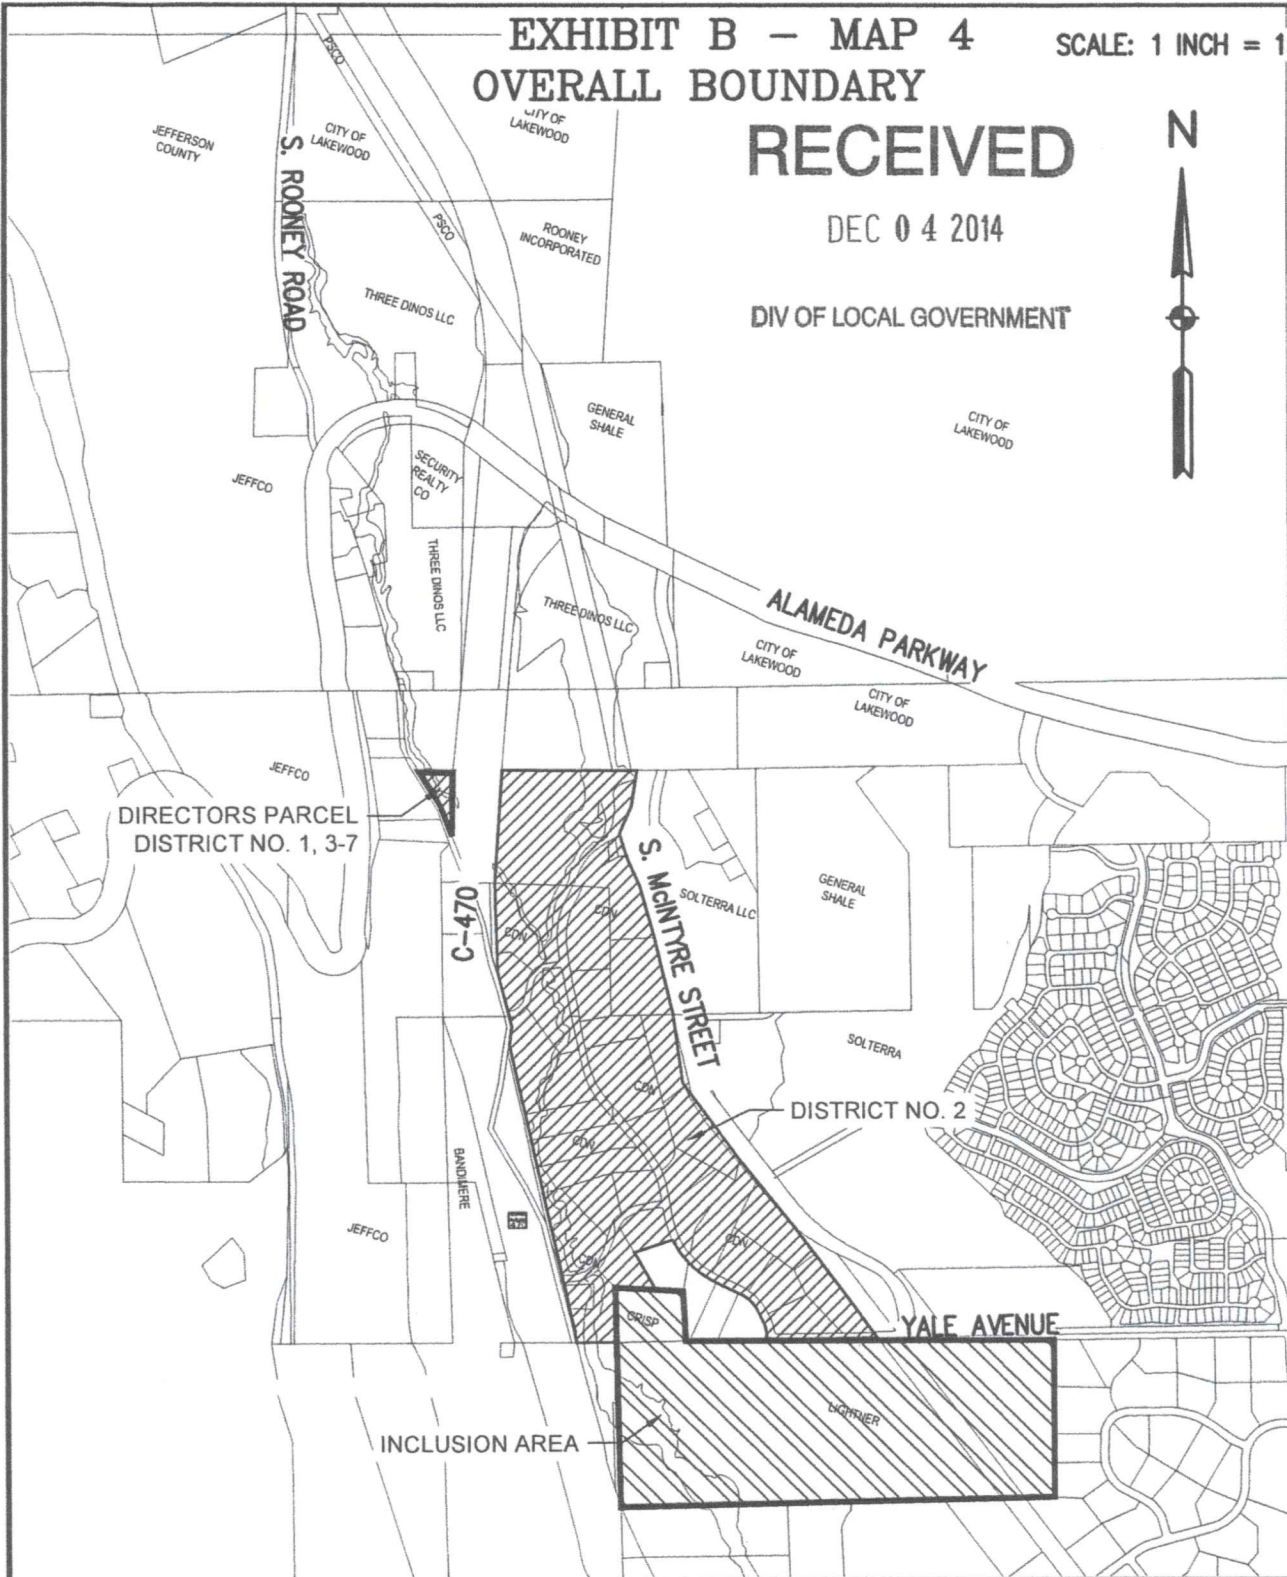 EXHIBIT B - MAP 4
SCALE: 1 INCH = 1
OVERALL BOUNDARY
RECEIVED
DEC 04 2014
DIV OF LOCAL GOVERNMENT
N
PSCO
CITY OF
LAKEWOOD
JEFFERSON
COUNTY
CITY OF
LAKEWOOD
S. ROONEY ROAD
PSCO
ROONEY
INCORPORATED
THREE DINOS LLC
GENERAL
SHALE
CITY OF
LAKEWOOD
JEFFCO
SECURITY
REALTY
CO
THREE DINOS LLC
THREE DINOS LLC
ALAMEDA PARKWAY
CITY OF
LAKEWOOD
CITY OF
LAKEWOOD
JEFFCO
DIRECTORS PARCEL
DISTRICT NO. 1, 3-7
C-470
S. McINTYRE STREET
SOLTERRA LLC
GENERAL
SHALE
CDN
CDN
SOLTERRA
CDN
DISTRICT NO. 2
CDN
BANDIMERE
JEFFCO
CDN
CDN
CRISP
YALE AVENUE
LIGHTNER
INCLUSION AREA